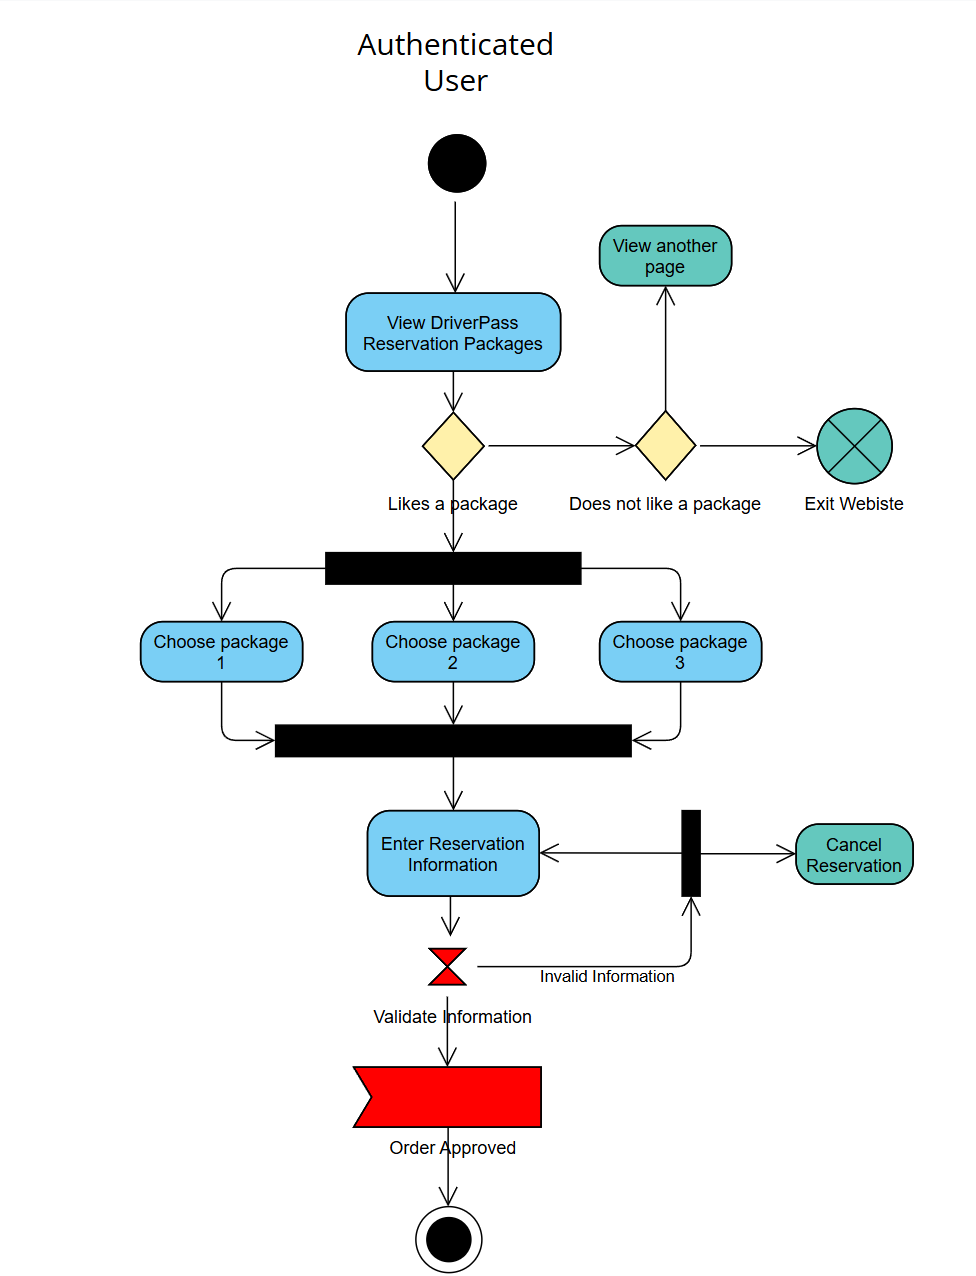 Authenticated
User
View another
page
View DriverPass
Reservation Packages
Likes a package
Does not like a package
Exit Webiste
Choose package
1
Choose package
2
Choose package
3
Enter Reservation
Information
Cancel
Reservation
Invalid Information
Validate Information
Order Approved